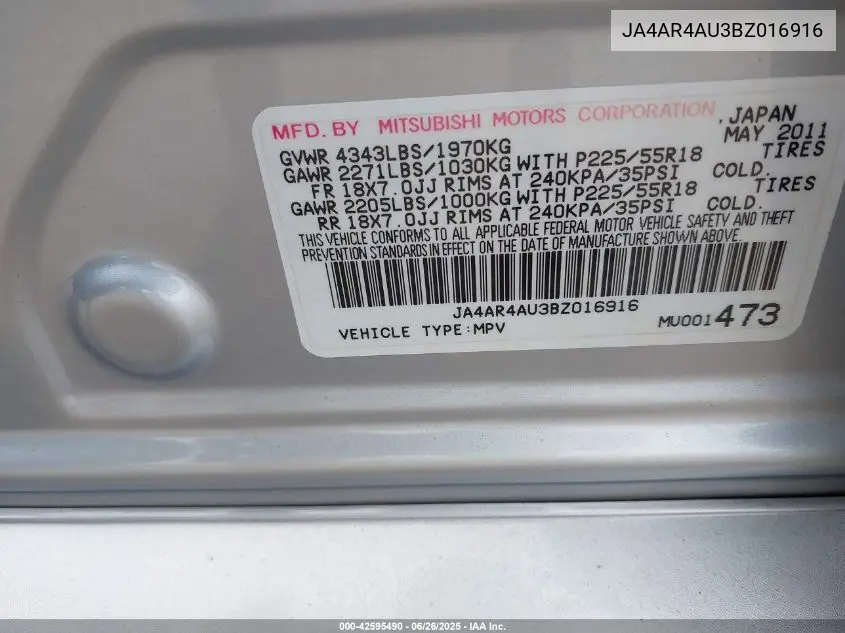 JA4AR4AU3BZ016916
MFD. BY MITSUBISHI MOTORS CORPORATION, JAPAN
GVWR 4343LBS/1970KG MAY 2011
GAWR 2271LBS/1030KG WITH P225/55R18 TIRES
FR 18X7.0JJ RIMS AT 240KPA/35PSI COLD.
GAWR 2205LBS/1000KG WITH P225/55R18 TIRES
RR 18X7.0JJ RIMS AT 240KPA/35PSI COLD.
THIS VEHICLE CONFORMS TO ALL APPLICABLE FEDERAL MOTOR VEHICLE SAFETY AND THEFT
PREVENTION STANDARDS IN EFFECT ON THE DATE OF MANUFACTURE SHOWN ABOVE.
JA4AR4AU3BZ016916
VEHICLE TYPE:MPV MU001473
000-42595490 - 06/26/2025 - IAA Inc.